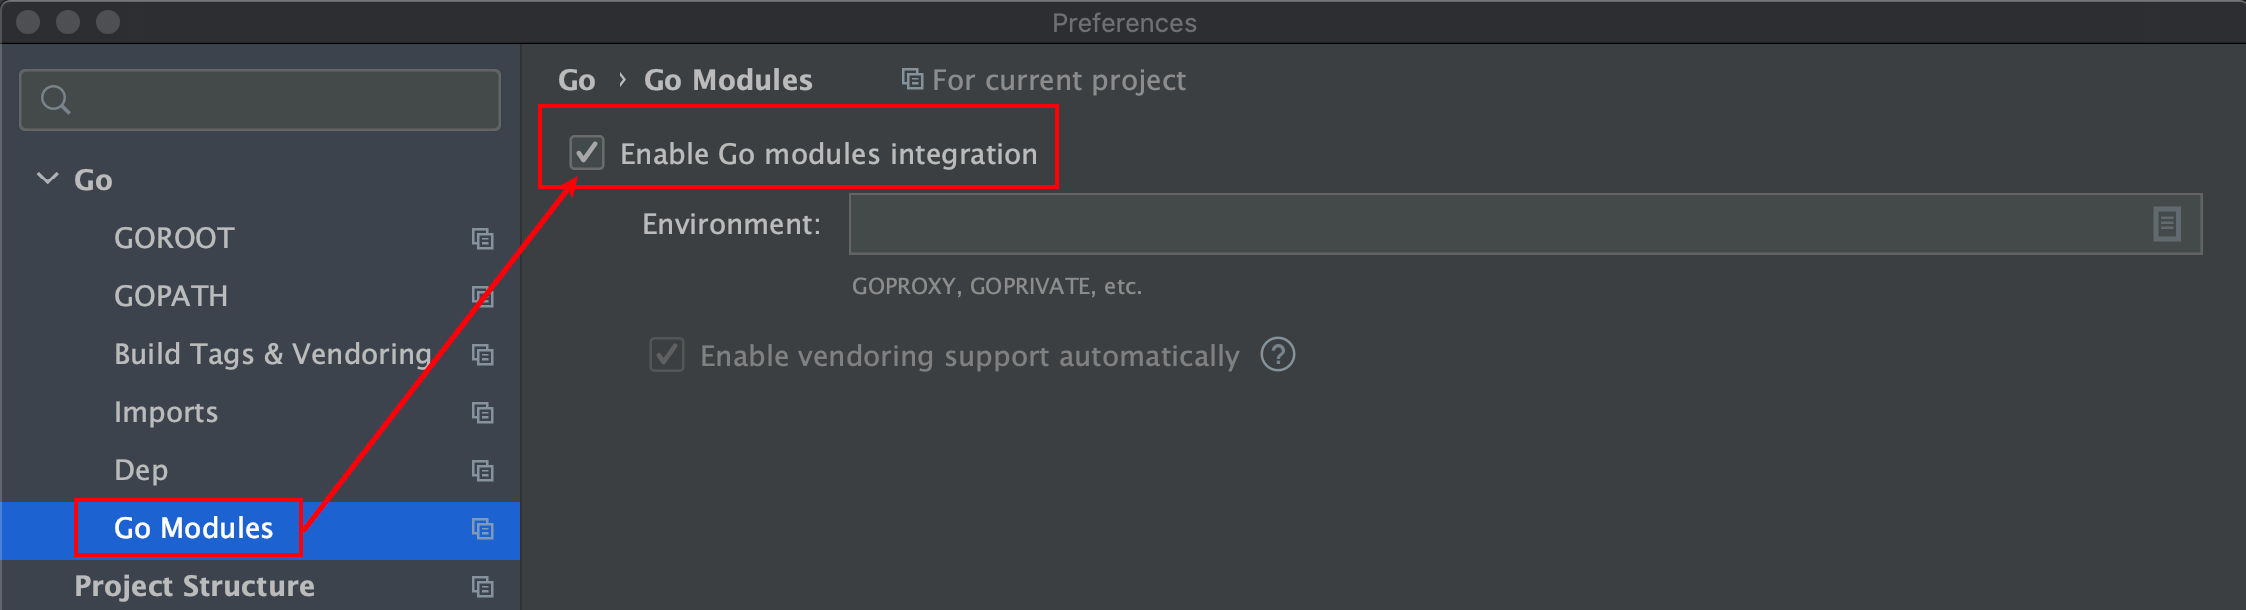 Preferences
Go
GOROOT
GOPATH
Build Tags & Vendoring
Imports
Dep
Go Modules
Project Structure
Go › Go Modules For current project
Enable Go modules integration
Environment:
GOPROXY, GOPRIVATE, etc.
Enable vendoring support automatically ?